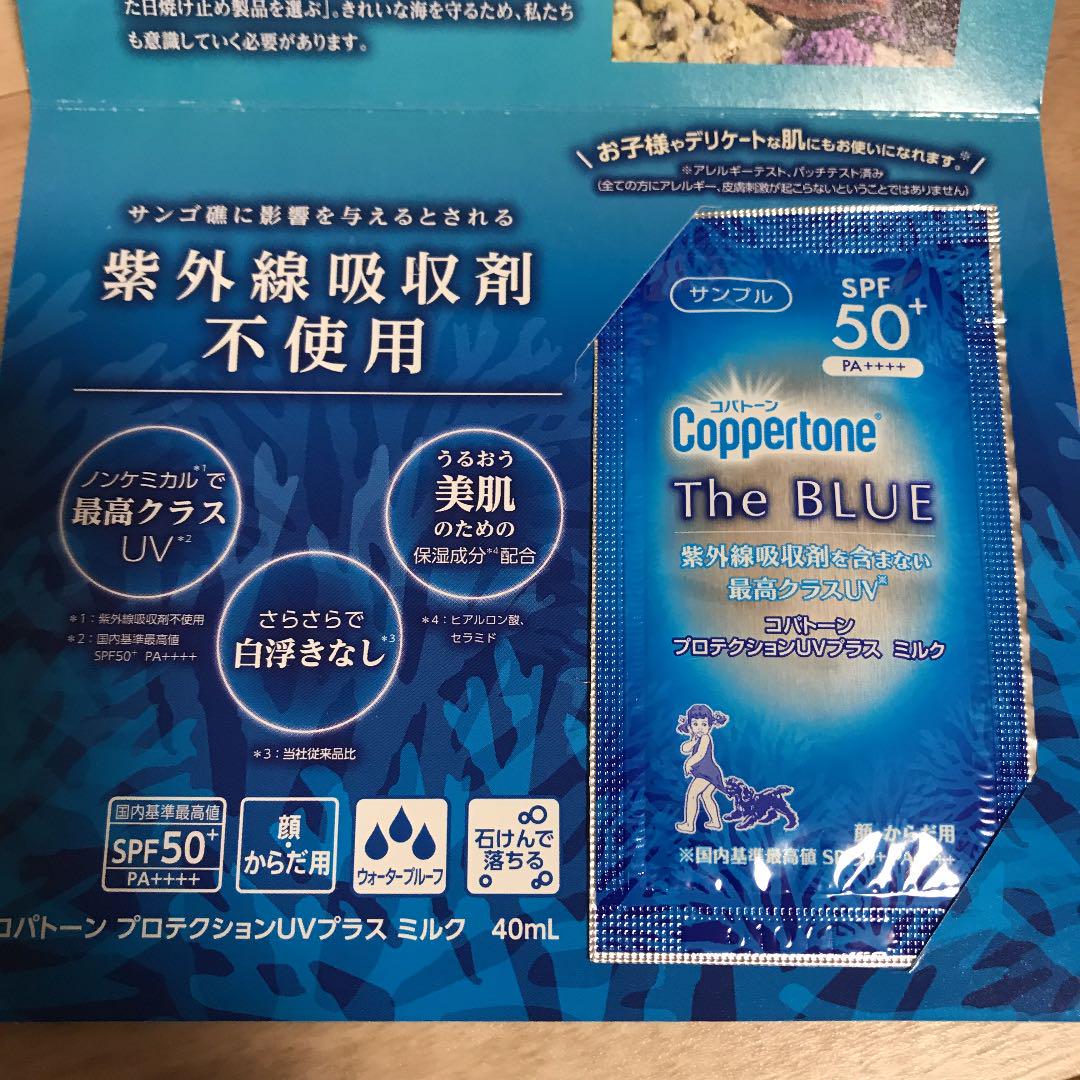 た日焼け止め製品を選ぶ」。きれいな海を守るため、私たち
も意識していく必要があります。
お子様やデリケートな肌にもお使いになれます。※
※アレルギーテスト、パッチテスト済み
(全ての方にアレルギー、皮膚刺激が起こらないということではありません)
サンゴ礁に影響を与えるとされる
紫外線吸収剤
不使用
ノンケミカル*1で
最高クラス
UV*2
*1：紫外線吸収剤不使用
*2：国内基準最高値
SPF50+ PA++++
さらさらで
白浮きなし*3
*3：当社従来品比
うるおう
美肌
のための
保湿成分*4配合
*4：ヒアルロン酸、
セラミド
国内基準最高値
SPF50+
PA++++
顔・
からだ用
ウォータープルーフ
石けんで
落ちる
コパトーン プロテクションUVプラス ミルク 40mL
サンプル
SPF
50+
PA++++
コパトーン
Coppertone®
The BLUE
紫外線吸収剤を含まない
最高クラスUV※
コパトーン
プロテクションUVプラス ミルク
顔・からだ用
※国内基準最高値 SPF50+ PA++++